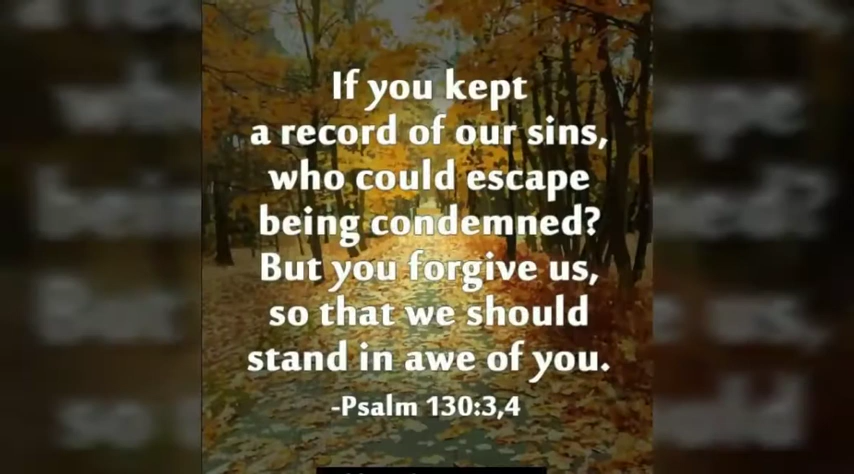 If you kept
a record of our sins,
who could escape
being condemned?
But you forgive us,
so that we should
stand in awe of you.
-Psalm 130:3,4